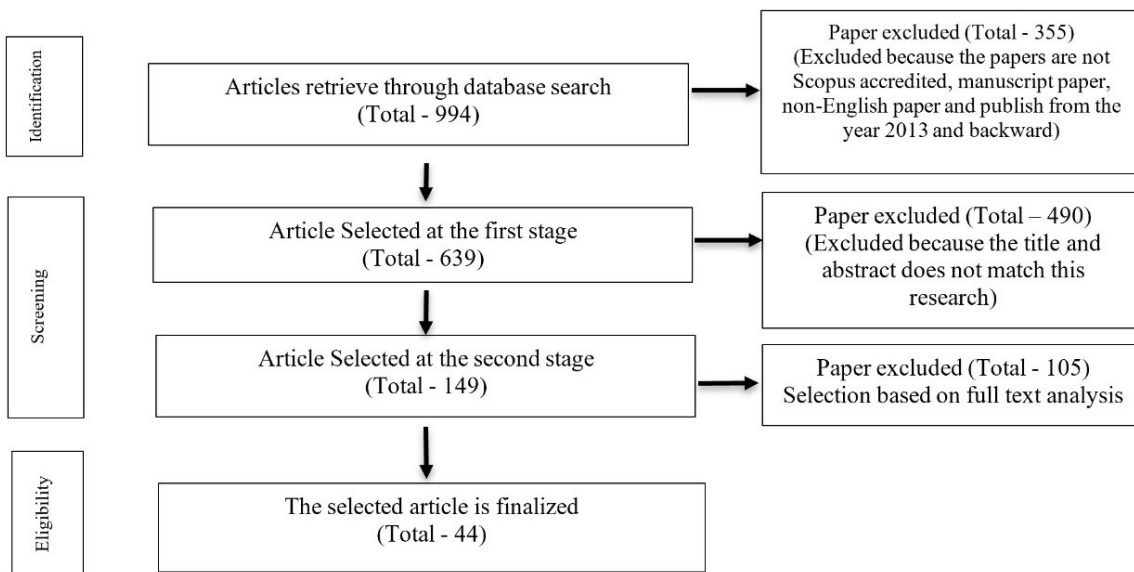 Identification
Articles retrieve through database search
(Total - 994)
Paper excluded (Total - 355)
(Excluded because the papers are not
Scopus accredited, manuscript paper,
non-English paper and publish from the
year 2013 and backward)
Screening
Article Selected at the first stage
(Total - 639)
Paper excluded (Total – 490)
(Excluded because the title and
abstract does not match this
research)
Article Selected at the second stage
(Total - 149)
Paper excluded (Total - 105)
Selection based on full text analysis
Eligibility
The selected article is finalized
(Total - 44)